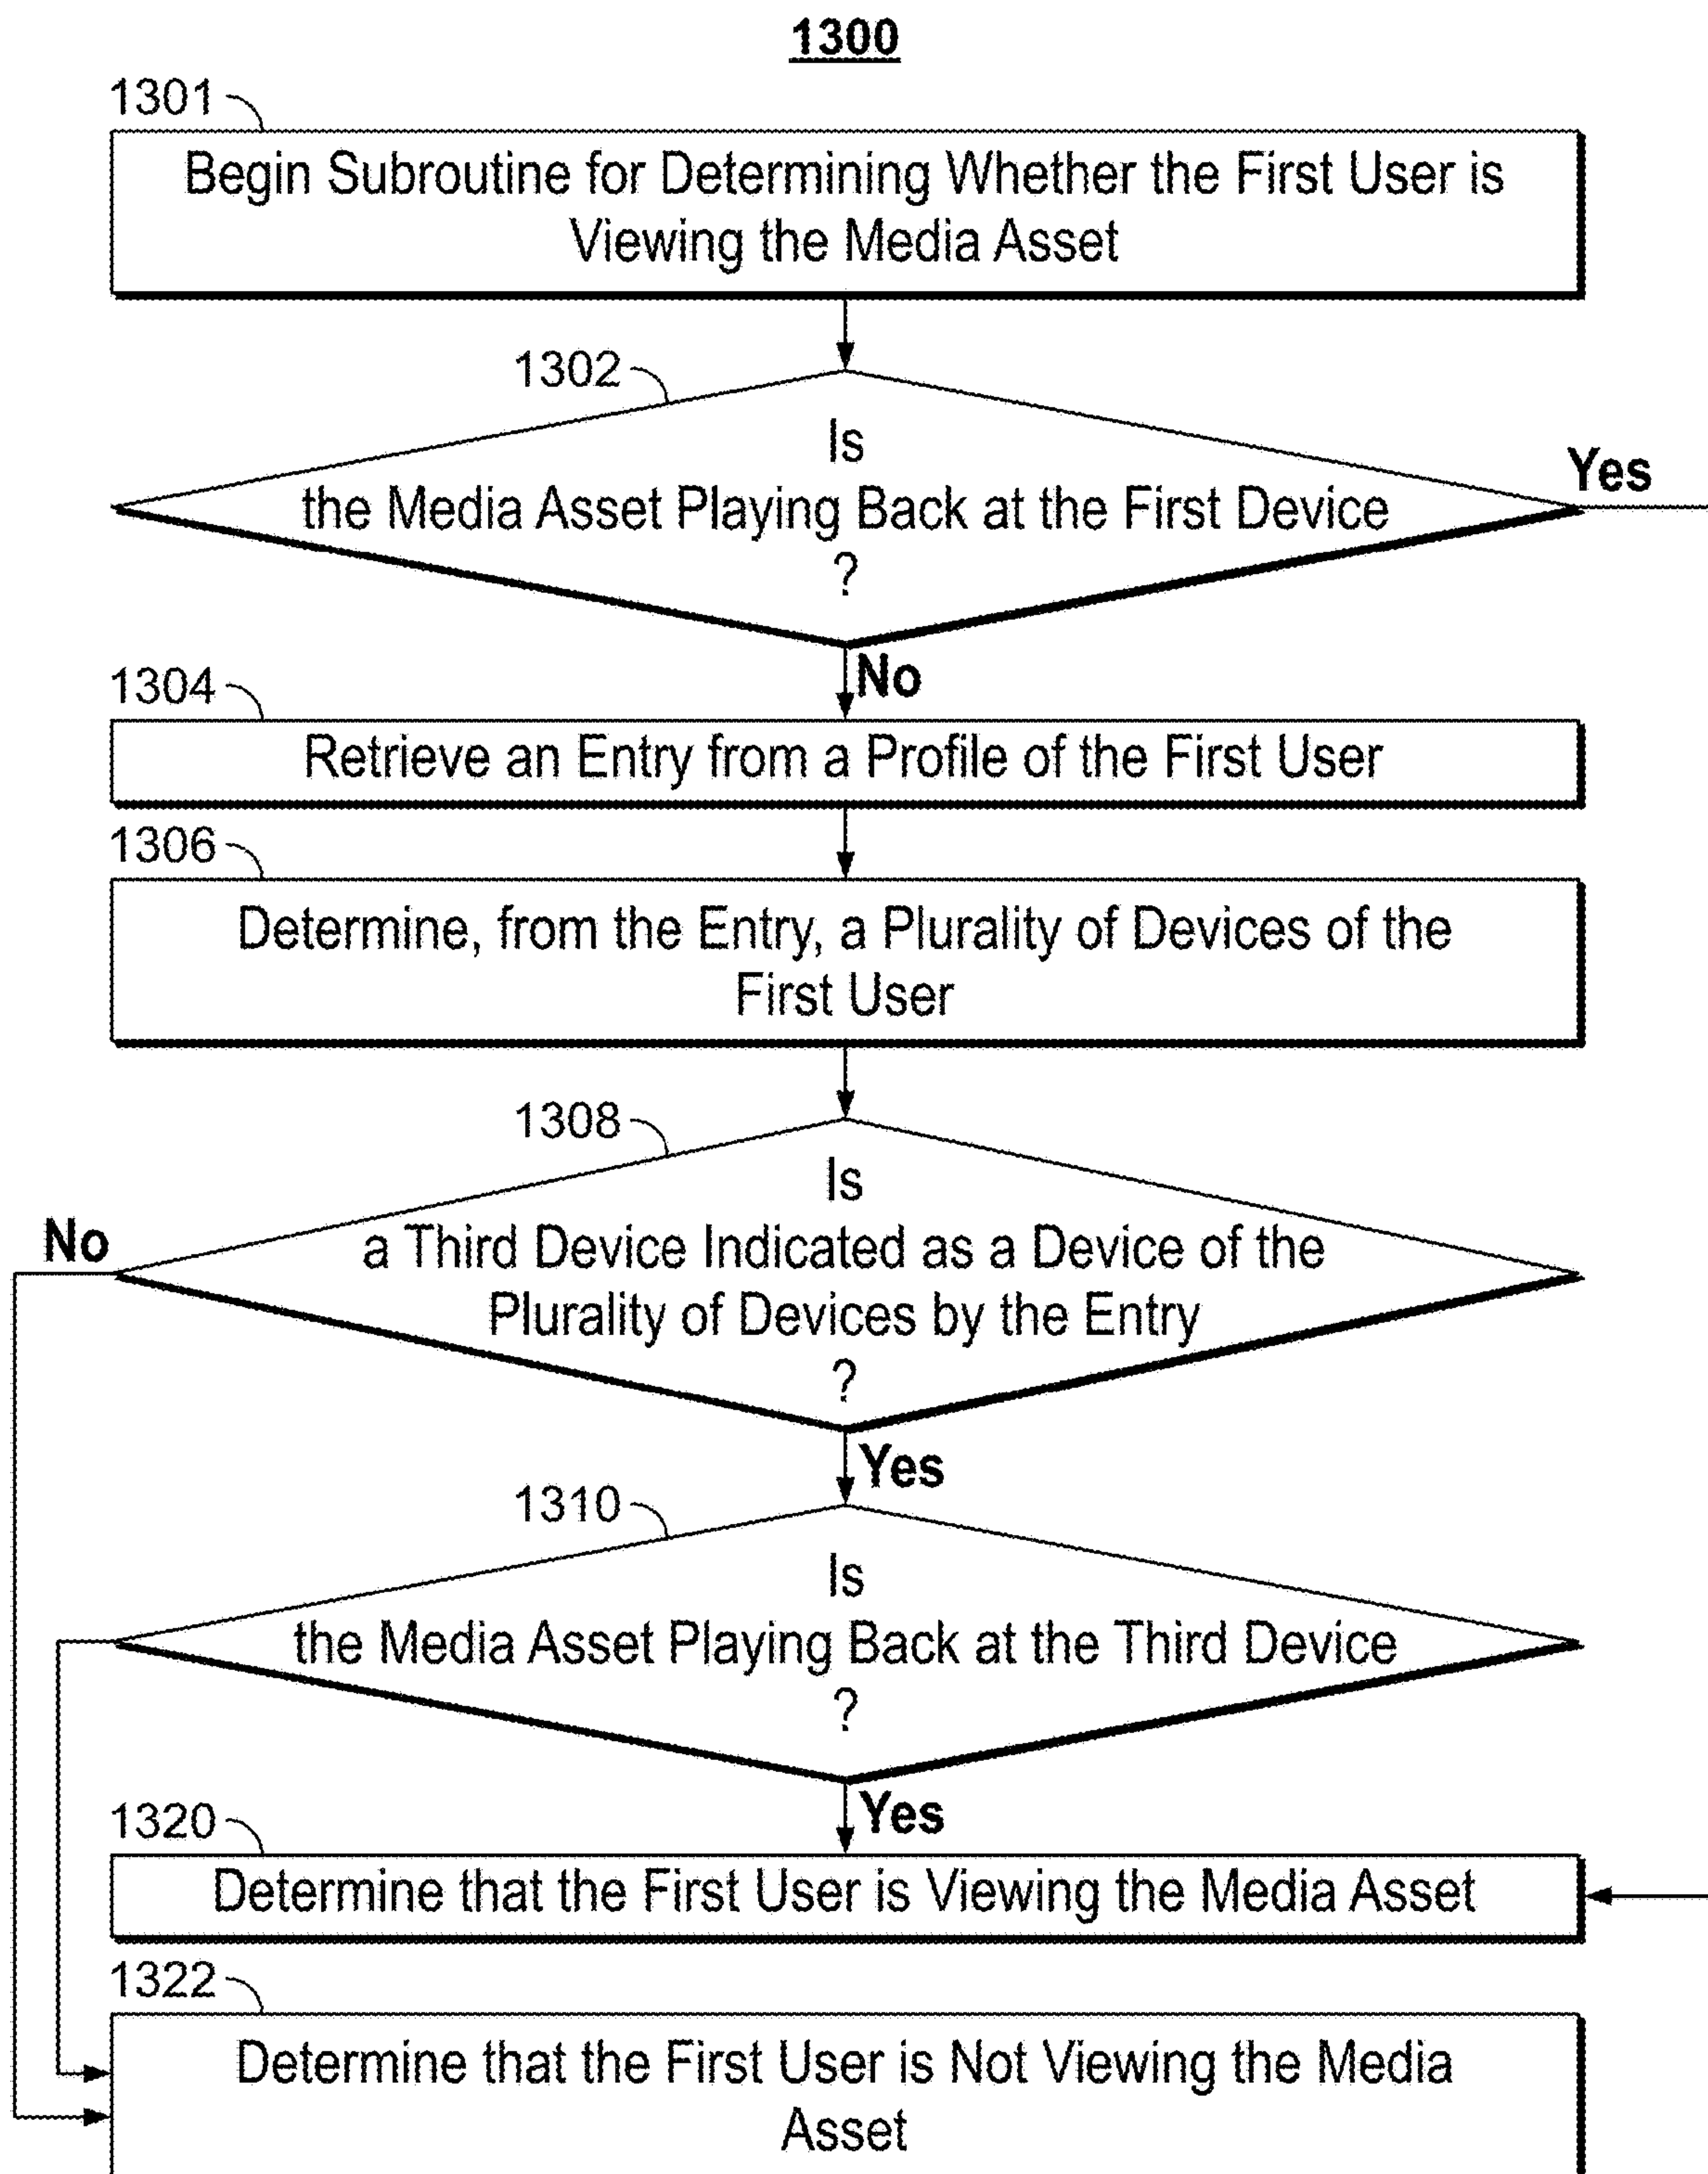 1300
1301
Begin Subroutine for Determining Whether the First User is
Viewing the Media Asset
1302
Is
the Media Asset Playing Back at the First Device
?
Yes
No
1304
Retrieve an Entry from a Profile of the First User
1306
Determine, from the Entry, a Plurality of Devices of the
First User
1308
Is
a Third Device Indicated as a Device of the
Plurality of Devices by the Entry
?
No
Yes
1310
Is
the Media Asset Playing Back at the Third Device
?
Yes
1320
Determine that the First User is Viewing the Media Asset
1322
Determine that the First User is Not Viewing the Media
Asset